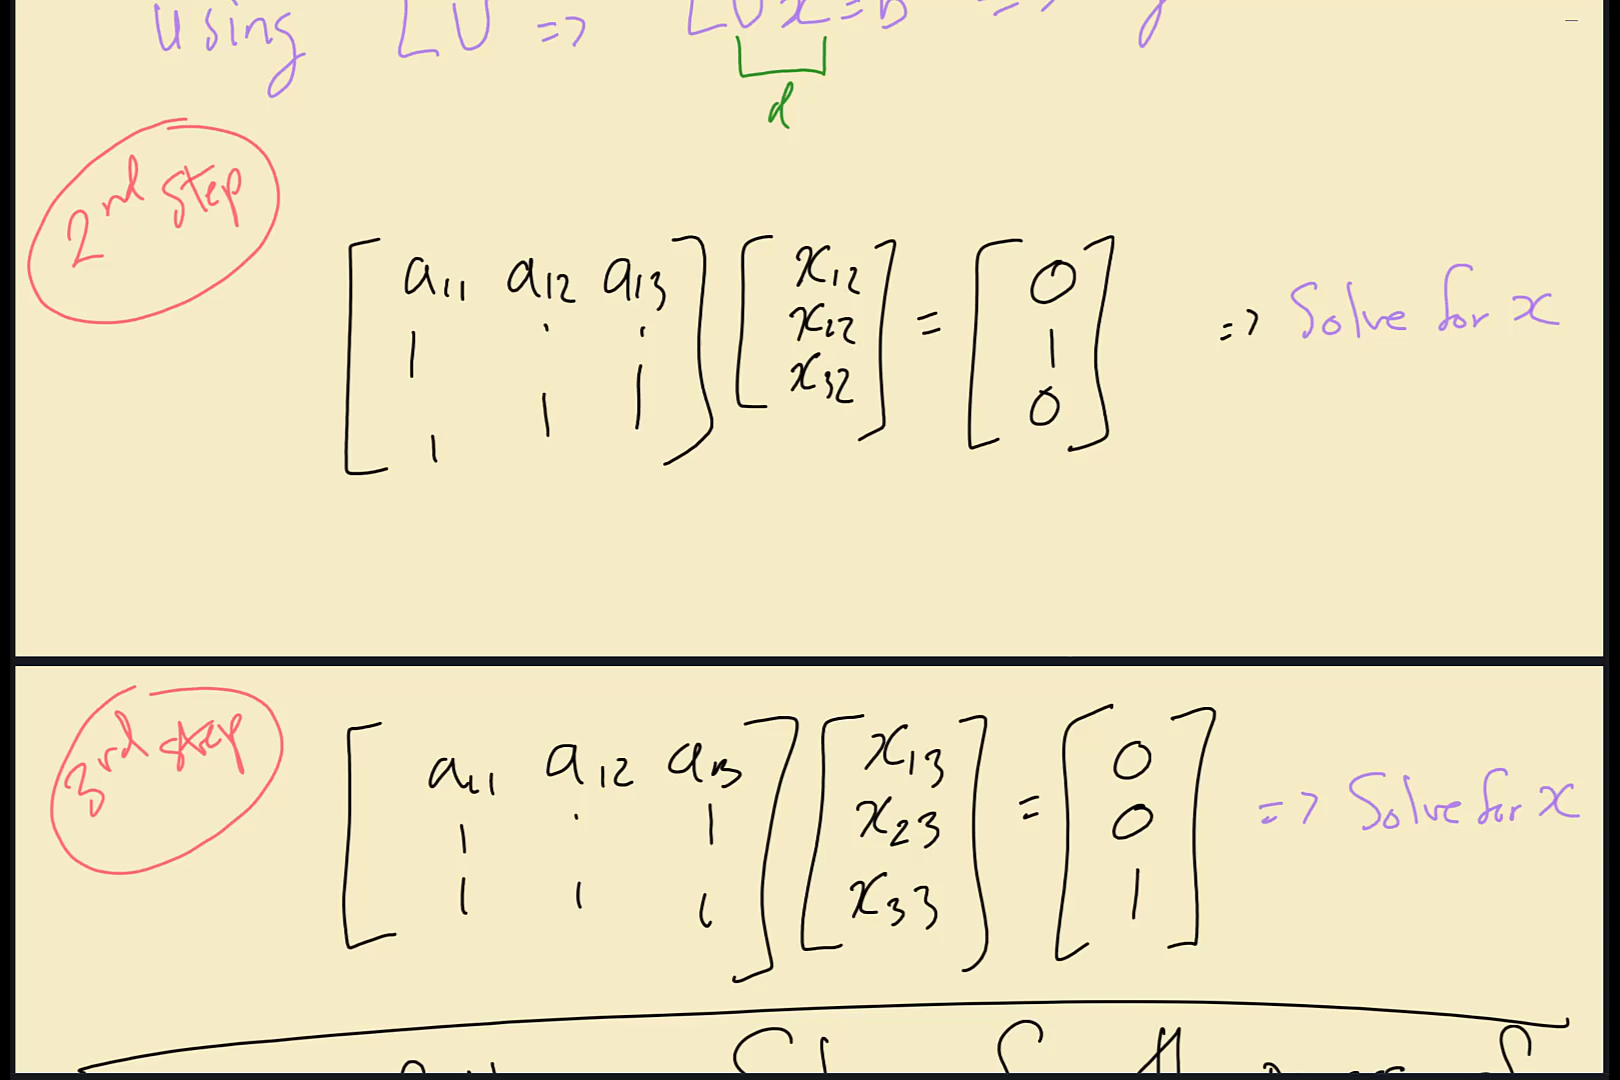 Using LU => LUx=B =>
d
2nd step
[ a11 a12 a13 ] [ x12 x22 x32 ] = [ 0 1 0 ] => Solve for x
3rd step
[ a11 a12 a13 ] [ x13 x23 x33 ] = [ 0 0 1 ] => Solve for x